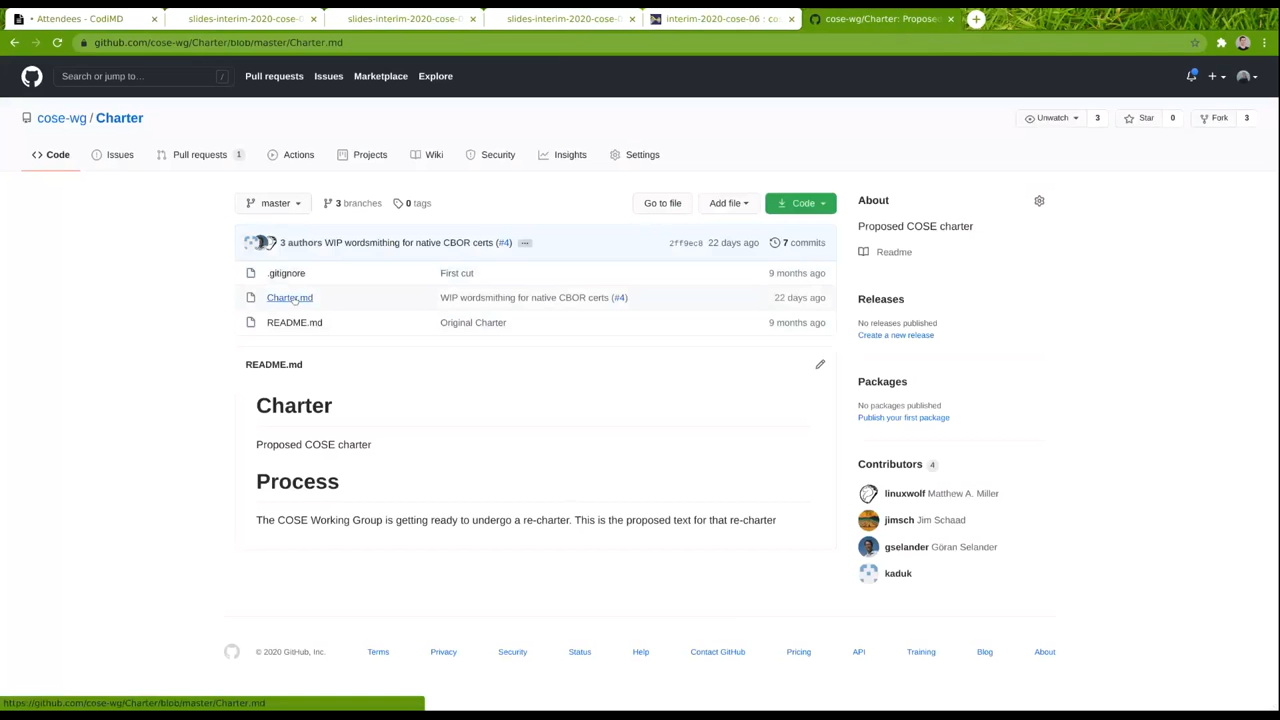 Attendees - CodiMD
slides-interim-2020-cose-0
slides-interim-2020-cose-0
slides-interim-2020-cose-0
interim-2020-cose-06 : co
cose-wg/Charter: Propose
github.com/cose-wg/Charter/blob/master/Charter.md
Search or jump to… /
Pull requests
Issues
Marketplace
Explore
cose-wg / Charter
Unwatch 3
Star 0
Fork 3
Code
Issues
Pull requests 1
Actions
Projects
Wiki
Security
Insights
Settings
master
3 branches
0 tags
Go to file
Add file
Code
3 authors WIP wordsmithing for native CBOR certs (#4) ...
2ff9ec8 22 days ago
7 commits
.gitignore First cut 9 months ago
Charter.md WIP wordsmithing for native CBOR certs (#4) 22 days ago
README.md Original Charter 9 months ago
README.md
Charter
Proposed COSE charter
Process
The COSE Working Group is getting ready to undergo a re-charter. This is the proposed text for that re-charter
About
Proposed COSE charter
Readme
Releases
No releases published
Create a new release
Packages
No packages published
Publish your first package
Contributors 4
linuxwolf Matthew A. Miller
jimsch Jim Schaad
gselander Göran Selander
kaduk
© 2020 GitHub, Inc.
Terms
Privacy
Security
Status
Help
Contact GitHub
Pricing
API
Training
Blog
About
https://github.com/cose-wg/Charter/blob/master/Charter.md